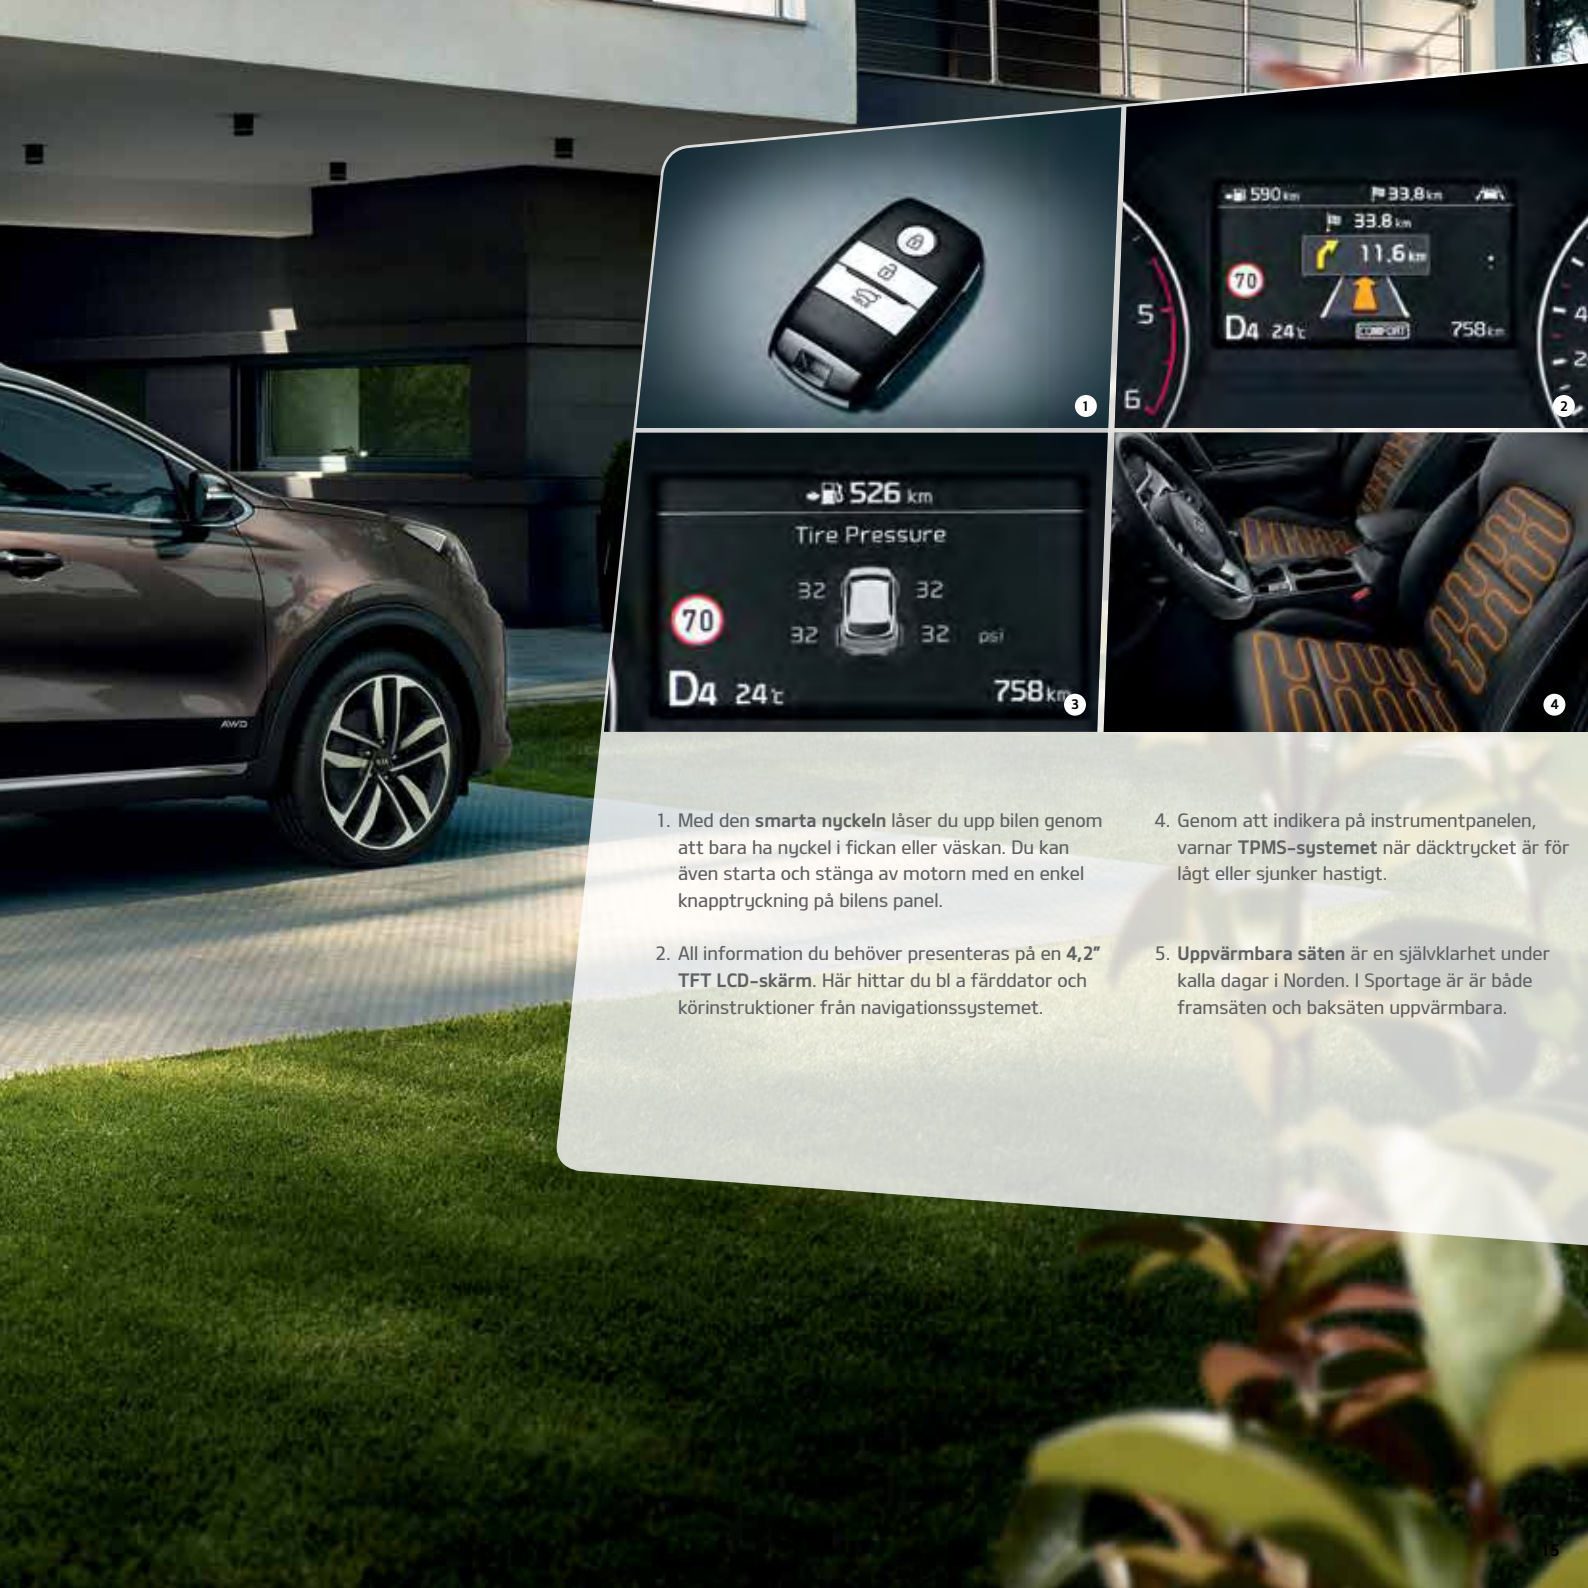 1
590 km 33.8 km
33.8 km
11.6 km
70
D4 24°C COMFORT 758 km
5
6
4
2
2
526 km
Tire Pressure
32 32
32 32 psi
70
D4 24°C 758 km
3
4
AWD
1. Med den smarta nyckeln låser du upp bilen genom
att bara ha nyckel i fickan eller väskan. Du kan
även starta och stänga av motorn med en enkel
knapptryckning på bilens panel.
2. All information du behöver presenteras på en 4,2”
TFT LCD-skärm. Här hittar du bl a färddator och
körinstruktioner från navigationssystemet.
4. Genom att indikera på instrumentpanelen,
varnar TPMS-systemet när däcktrycket är för
lågt eller sjunker hastigt.
5. Uppvärmbara säten är en självklarhet under
kalla dagar i Norden. I Sportage är är både
framsäten och baksäten uppvärmbara.
15